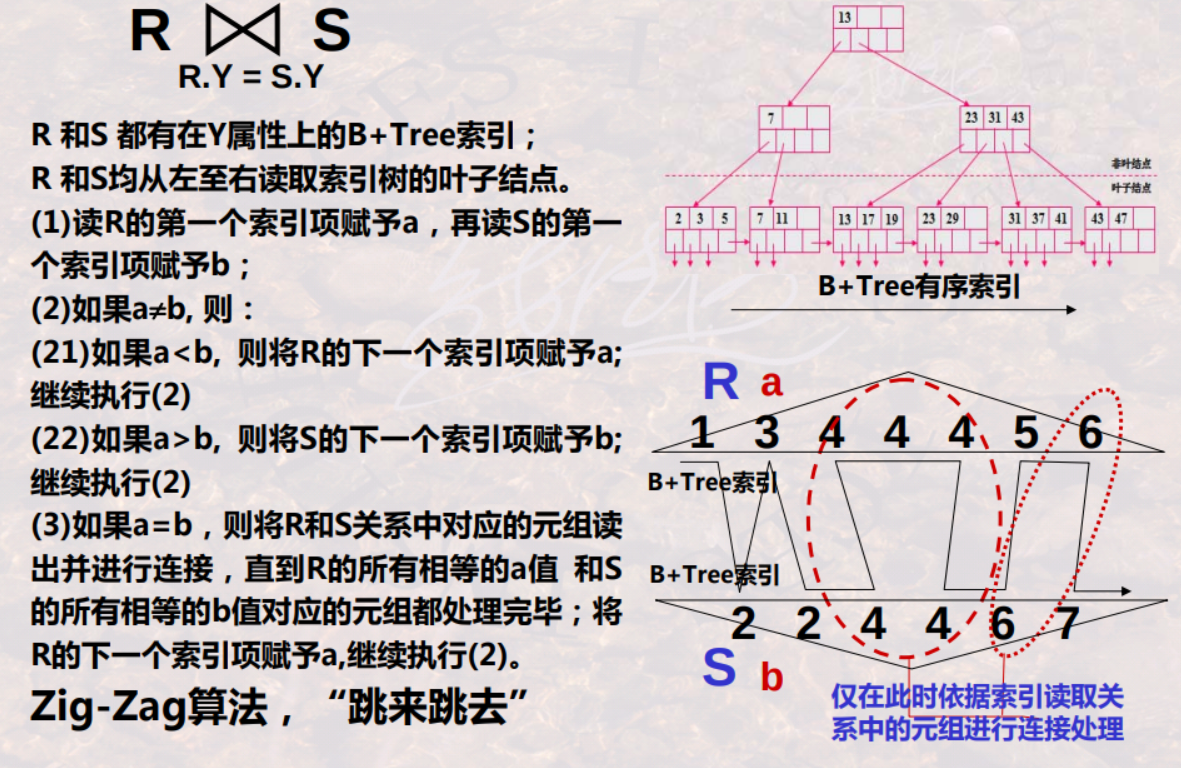 R ⋈ S
R.Y = S.Y
R 和S 都有在Y属性上的B+Tree索引；
R 和S均从左至右读取索引树的叶子结点。
(1)读R的第一个索引项赋予a，再读S的第一
个索引项赋予b；
(2)如果a≠b, 则：
(21)如果a<b, 则将R的下一个索引项赋予a;
继续执行(2)
(22)如果a>b, 则将S的下一个索引项赋予b;
继续执行(2)
(3)如果a=b，则将R和S关系中对应的元组读
出并进行连接，直到R的所有相等的a值 和S
的所有相等的b值对应的元组都处理完毕；将
R的下一个索引项赋予a,继续执行(2)。
Zig-Zag算法，“跳来跳去”
13
7
23 31 43
非叶结点
叶子结点
2 3 5
7 11
13 17 19
23 29
31 37 41
43 47
B+Tree有序索引
R a
1 3 4 4 4 5 6
B+Tree索引
B+Tree索引
2 2 4 4 6 7
S b
仅在此时依据索引读取关
系中的元组进行连接处理